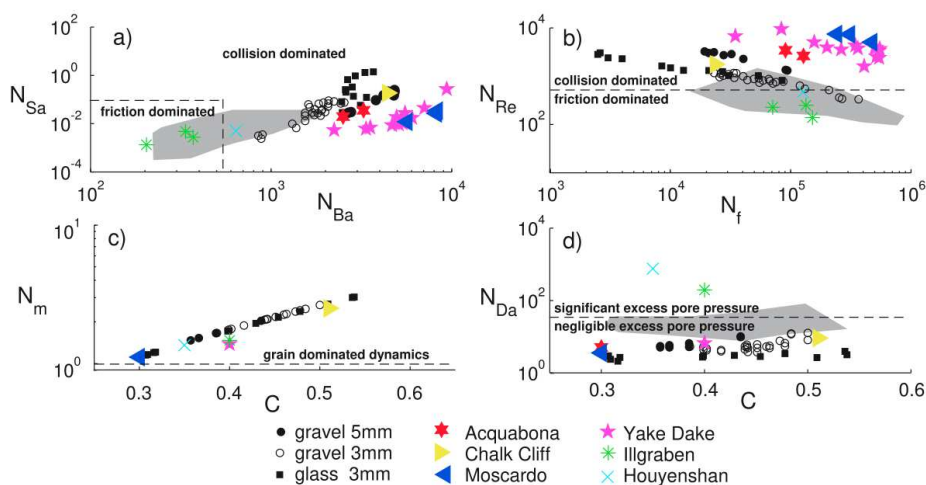 a)
collision dominated
friction dominated
N_Sa
10^2
10^0
10^-2
10^-4
10^2
10^3
10^4
N_Ba
b)
collision dominated
friction dominated
N_Re
10^4
10^2
10^0
10^3
10^4
10^5
10^6
N_f
c)
grain dominated dynamics
N_m
10^1
10^0
0.3
0.4
0.5
0.6
C
d)
significant excess pore pressure
negligible excess pore pressure
N_Da
10^4
10^2
10^0
0.3
0.4
0.5
0.6
C
gravel 5mm
gravel 3mm
glass 3mm
Acquabona
Chalk Cliff
Moscardo
Yake Dake
Illgraben
Houyenshan